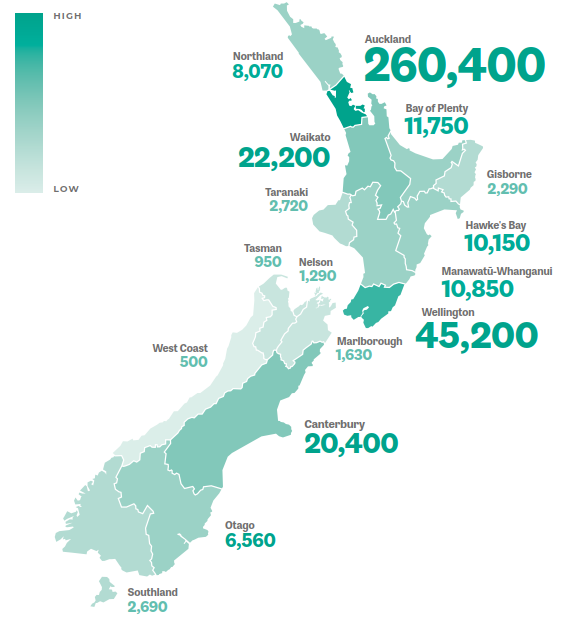 HIGH
LOW
Auckland
260,400
Northland
8,070
Bay of Plenty
11,750
Waikato
22,200
Gisborne
2,290
Taranaki
2,720
Hawke's Bay
10,150
Tasman
950
Nelson
1,290
Manawatū-Whanganui
10,850
Wellington
45,200
Marlborough
1,630
West Coast
500
Canterbury
20,400
Otago
6,560
Southland
2,690